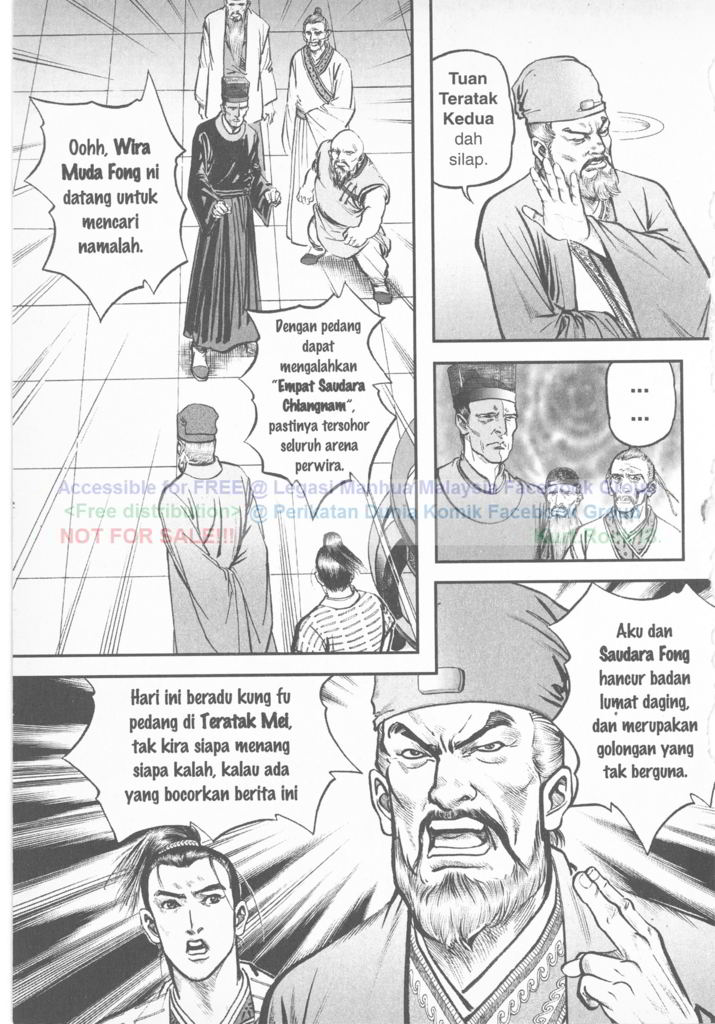 Oohh, Wira
Muda Fong ni
datang untuk
mencari
namalah.
Dengan pedang
dapat
mengalahkan
"Empat Saudara
Chiangnam",
pastinya tersohor
seluruh arena
perwira.
Tuan
Teratak
Kedua
dah
silap.
...
...
Accessible for FREE @ Legasi Manhua Malaysia Facebook Group
<Free distribution> @ Perikatan Dunia Komik Facebook Group
NOT FOR SALE!!!
Hari ini beradu kung fu
pedang di Teratak Mei,
tak kira siapa menang
siapa kalah, kalau ada
yang bocorkan berita ini
Aku dan
Saudara Fong
hancur badan
lumat daging,
dan merupakan
golongan yang
tak berguna.